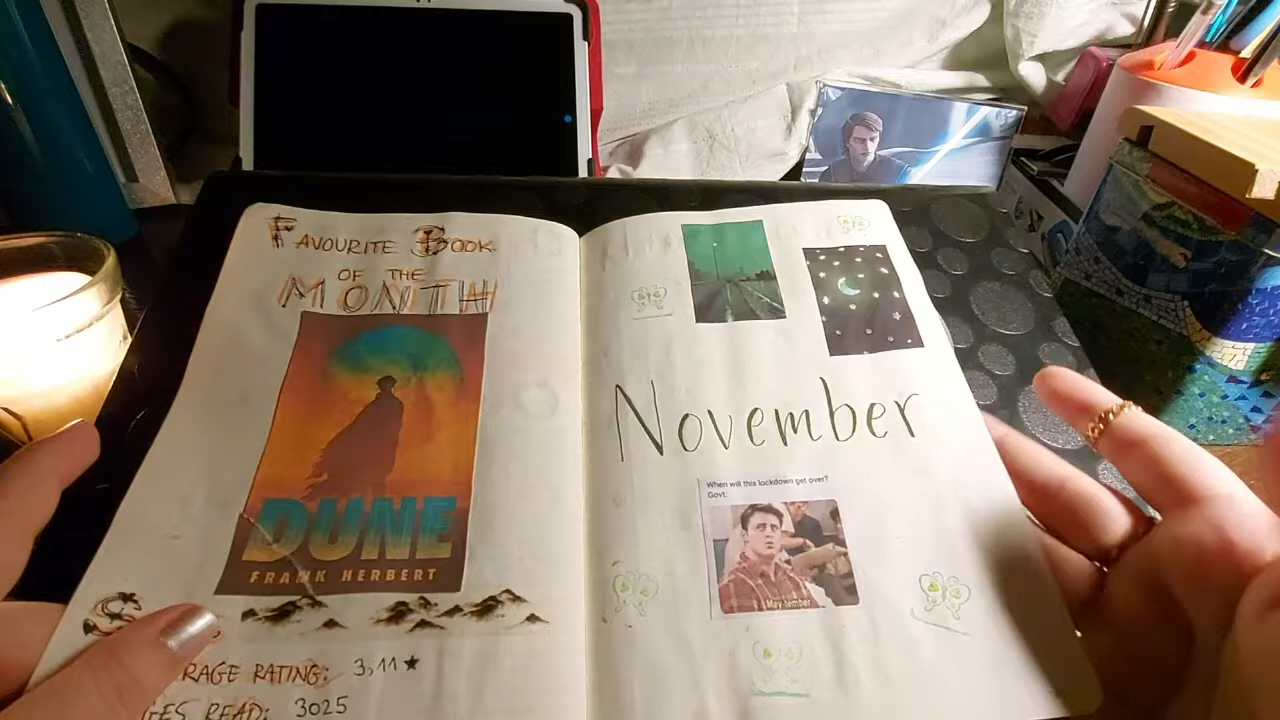 FAVOURITE BOOK
OF THE
MONTH
DUNE
FRANK HERBERT
RAGE RATING: 3,11★
GES READ: 3025
November
When will this lockdown get over?
Govt:
May-tember